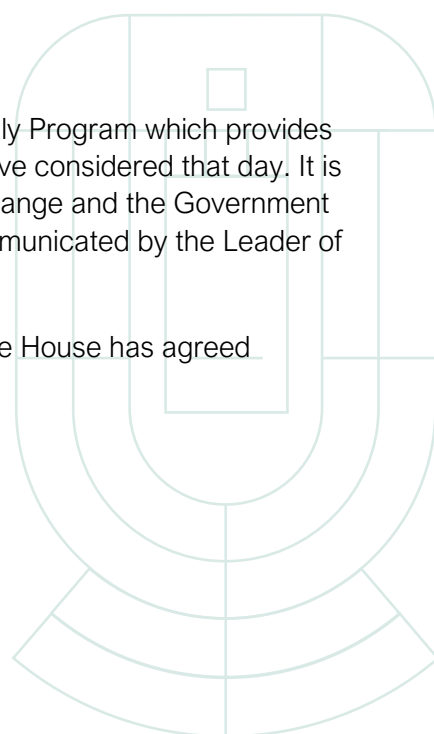 ly Program which provides
ve considered that day. It is
ange and the Government
municated by the Leader of
e House has agreed